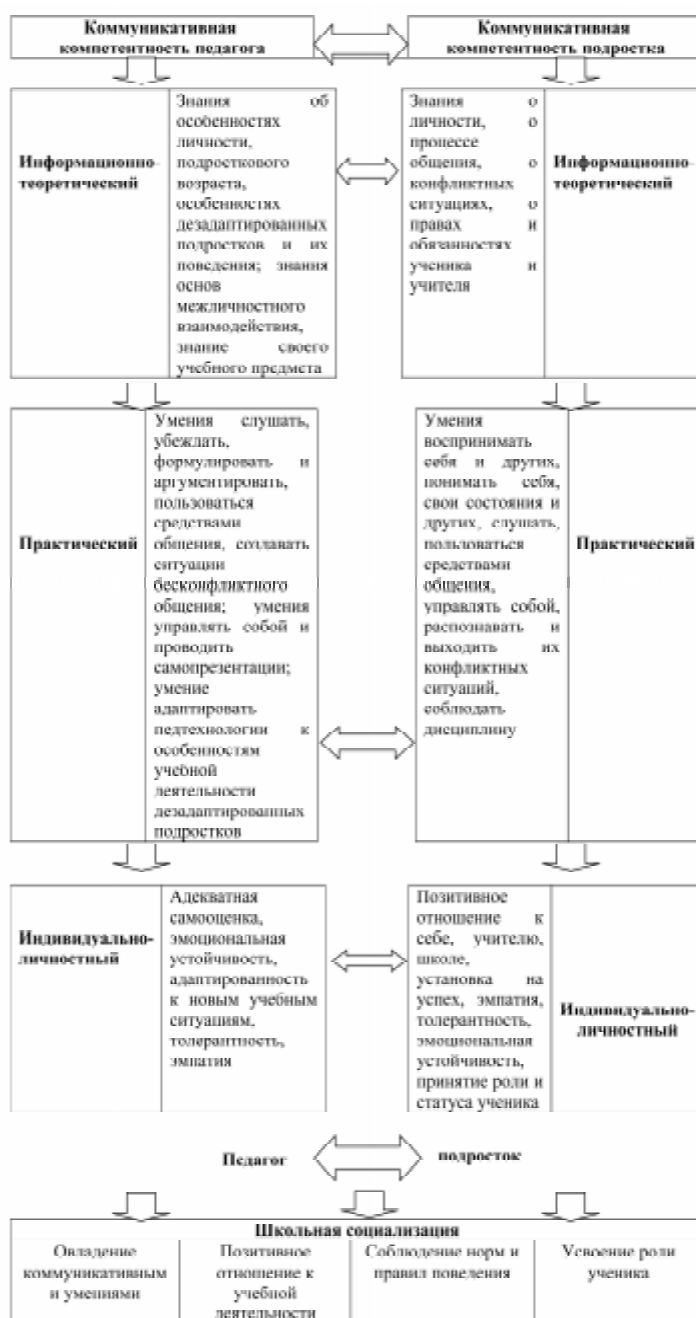 Коммуникативная
компетентность педагога
Коммуникативная
компетентность подростка
Информационно-
теоретический
Знания об
особенностях
личности,
подросткового
возраста,
особенностях
дезадаптированных
подростков и их
поведения; знания
основ
межличностного
взаимодействия,
знание своего
учебного предмета
Знания о
личности, о
процессе
общения, о
конфликтных
ситуациях, о
правах и
обязанностях
ученика и
учителя
Информационно-
теоретический
Практический
Умения слушать,
убеждать,
формулировать и
аргументировать,
пользоваться
средствами
общения, создавать
ситуации
бесконфликтного
общения; умения
управлять собой и
проводить
самопрезентации;
умение
адаптировать
педтехнологии к
особенностям
учебной
деятельности
дезадаптированных
подростков
Умения
воспринимать
себя и других,
понимать себя,
свои состояния и
других, слушать,
пользоваться
средствами
общения,
управлять собой,
распознавать и
выходить их
конфликтных
ситуаций,
соблюдать
дисциплину
Практический
Индивидуально-
личностный
Адекватная
самооценка,
эмоциональная
устойчивость,
адаптированность
к новым учебным
ситуациям,
толерантность,
эмпатия
Позитивное
отношение к
себе, учителю,
школе,
установка на
успех, эмпатия,
толерантность,
эмоциональная
устойчивость,
принятие роли и
статуса ученика
Индивидуально-
личностный
Педагог
подросток
Школьная социализация
Овладение
коммуникативным
и умениями
Позитивное
отношение к
учебной
деятельности
Соблюдение норм и
правил поведения
Усвоение роли
ученика